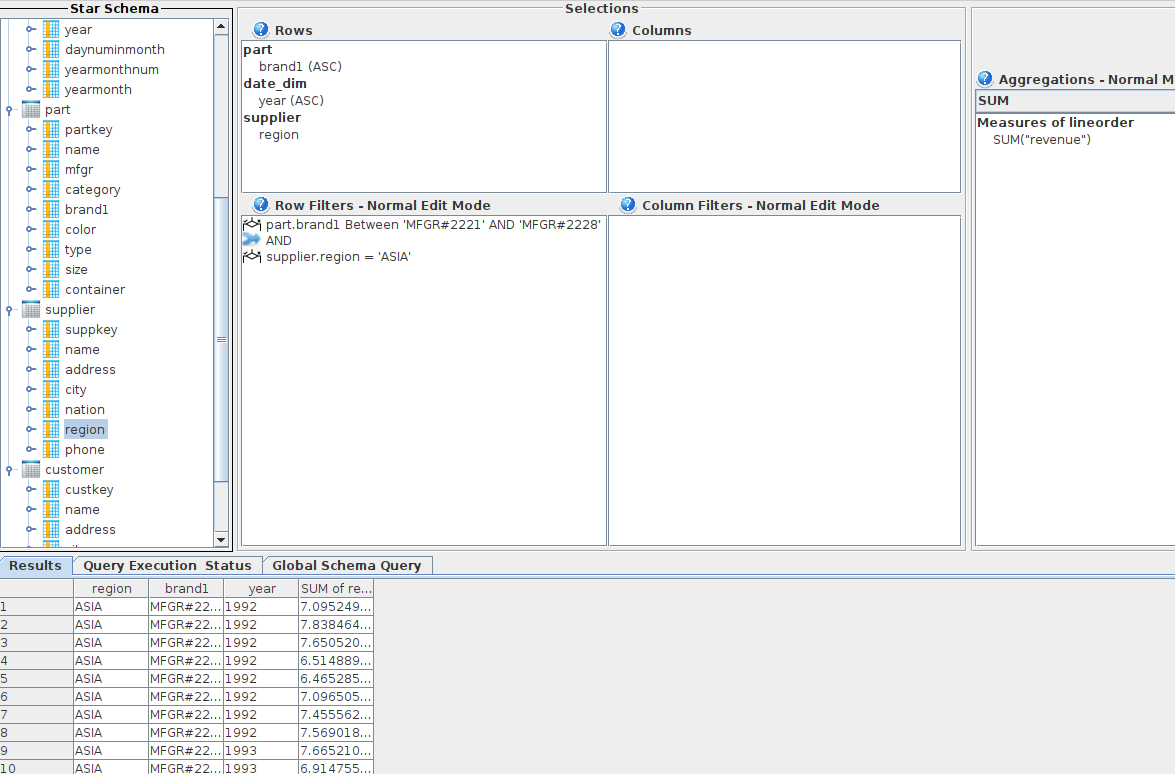 Star Schema
year
daynuminmonth
yearmonthnum
yearmonth
part
partkey
name
mfgr
category
brand1
color
type
size
container
supplier
suppkey
name
address
city
nation
region
phone
customer
custkey
name
address
Selections
Rows
part
brand1 (ASC)
date_dim
year (ASC)
supplier
region
Columns
Row Filters - Normal Edit Mode
part.brand1 Between 'MFGR#2221' AND 'MFGR#2228'
AND
supplier.region = 'ASIA'
Column Filters - Normal Edit Mode
Aggregations - Normal M
SUM
Measures of lineorder
SUM("revenue")
Results Query Execution Status Global Schema Query
region brand1 year SUM of re...
1 ASIA MFGR#22... 1992 7.095249...
2 ASIA MFGR#22... 1992 7.838464...
3 ASIA MFGR#22... 1992 7.650520...
4 ASIA MFGR#22... 1992 6.514889...
5 ASIA MFGR#22... 1992 6.465285...
6 ASIA MFGR#22... 1992 7.096505...
7 ASIA MFGR#22... 1992 7.455562...
8 ASIA MFGR#22... 1992 7.569018...
9 ASIA MFGR#22... 1993 7.665210...
10 ASIA MFGR#22... 1993 6.914755...